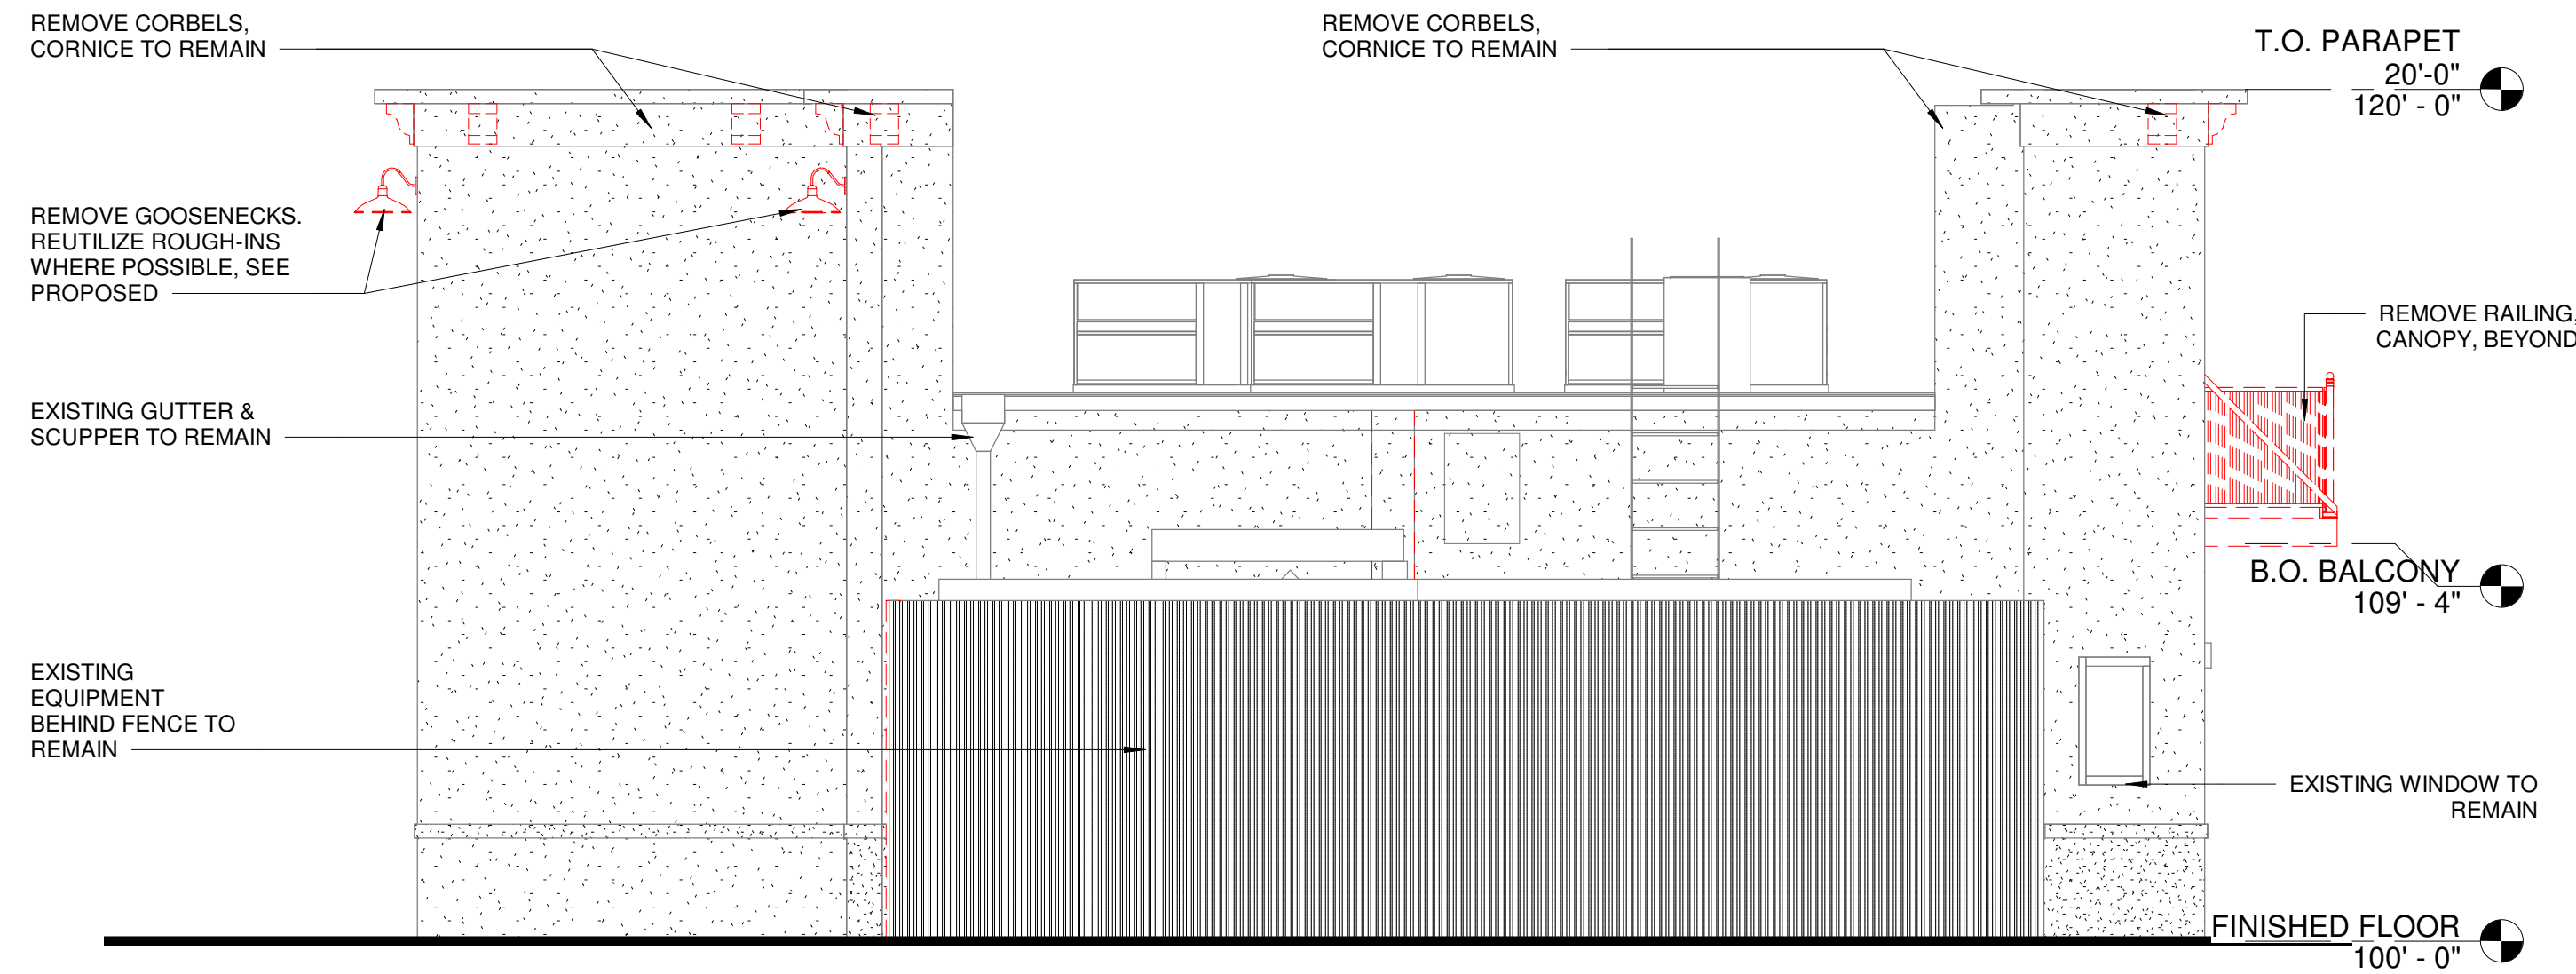 REMOVE CORBELS,
CORNICE TO REMAIN
REMOVE CORBELS,
CORNICE TO REMAIN
T.O. PARAPET
20'-0"
120' - 0"
REMOVE GOOSENECKS.
REUTILIZE ROUGH-INS
WHERE POSSIBLE, SEE
PROPOSED
REMOVE RAILING,
CANOPY, BEYOND
EXISTING GUTTER &
SCUPPER TO REMAIN
B.O. BALCONY
109' - 4"
EXISTING
EQUIPMENT
BEHIND FENCE TO
REMAIN
EXISTING WINDOW TO
REMAIN
FINISHED FLOOR
100' - 0"